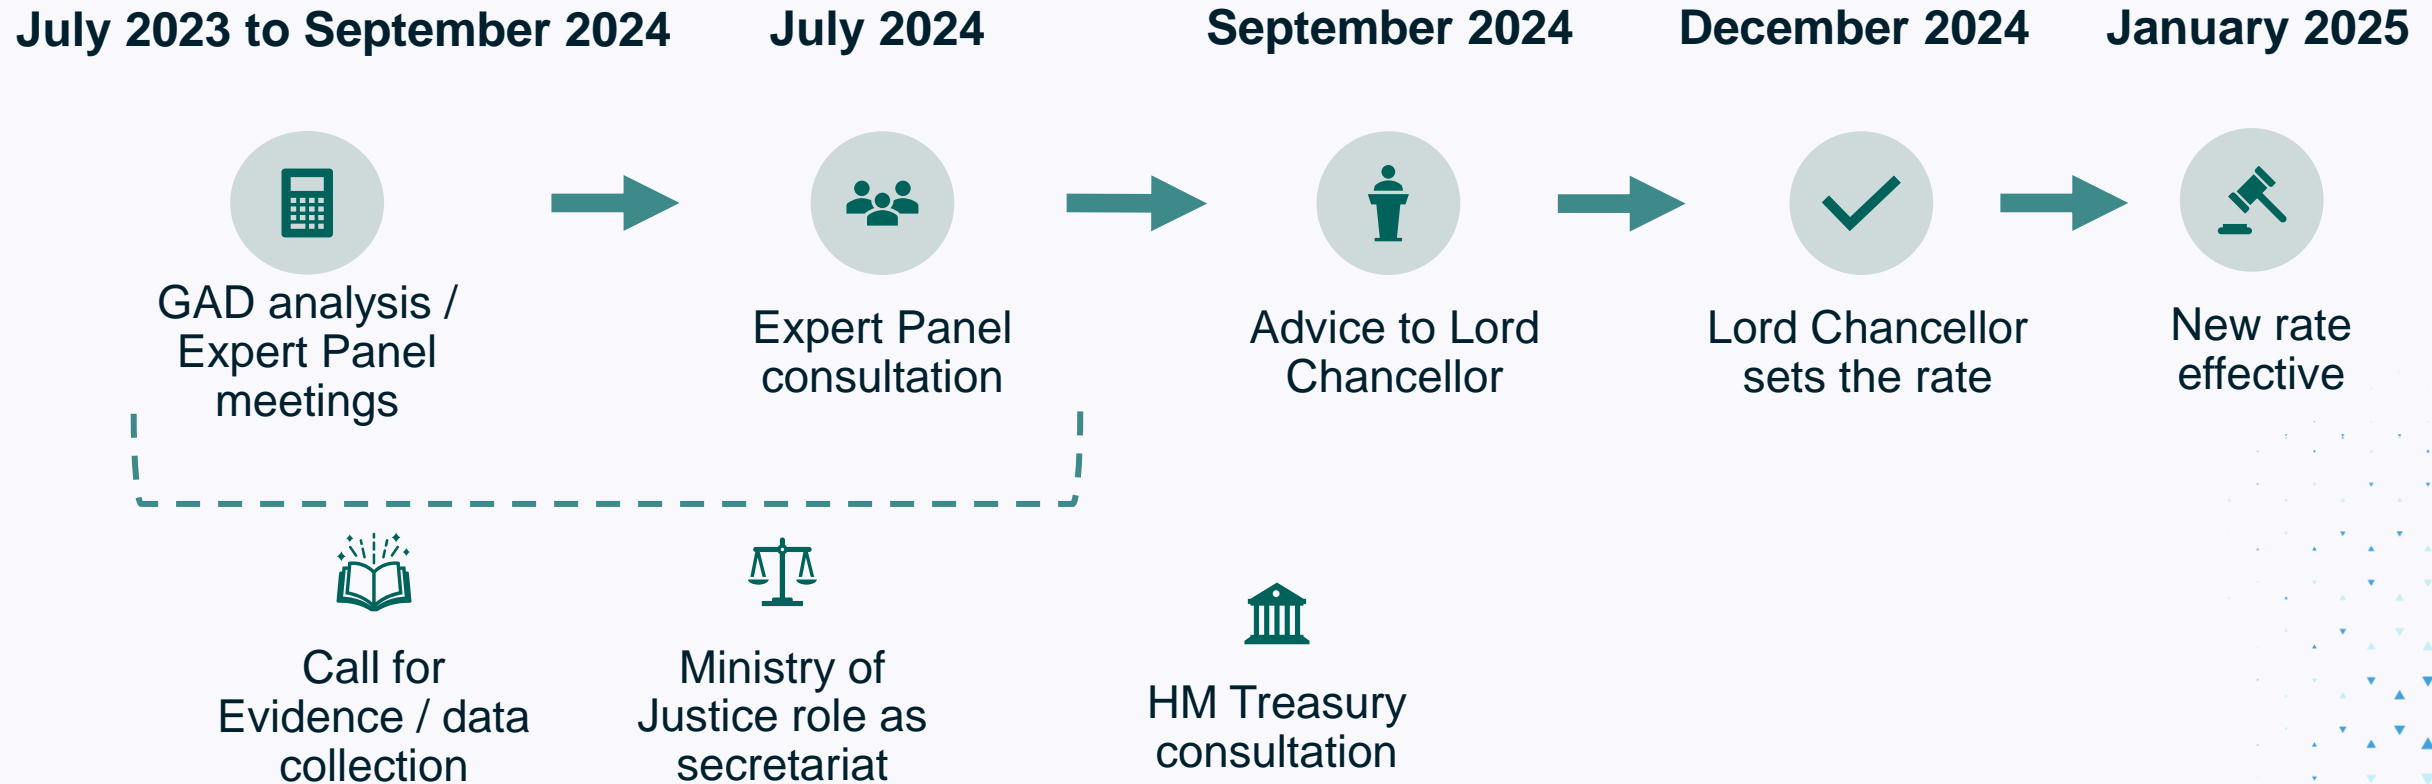 July 2023 to September 2024
July 2024
September 2024
December 2024
January 2025
GAD analysis /
Expert Panel
meetings
Expert Panel
consultation
Advice to Lord
Chancellor
Lord Chancellor
sets the rate
New rate
effective
Call for
Evidence / data
collection
Ministry of
Justice role as
secretariat
HM Treasury
consultation